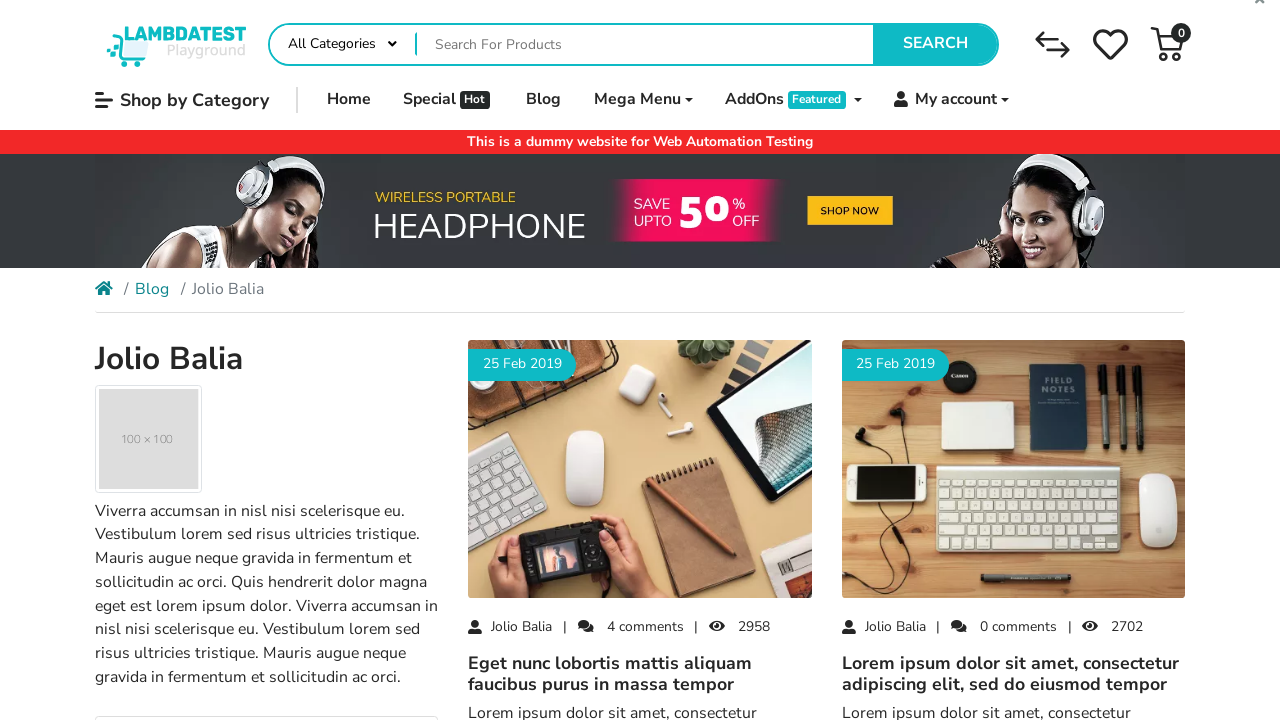 LAMBDATEST
Playground
All Categories
Search For Products
SEARCH
0
Shop by Category
Home
Special Hot
Blog
Mega Menu
AddOns Featured
My account
This is a dummy website for Web Automation Testing
WIRELESS PORTABLE
HEADPHONE
SAVE
UPTO
50
%
OFF
SHOP NOW
/ Blog / Jolio Balia
Jolio Balia
100 × 100
Viverra accumsan in nisl nisi scelerisque eu.
Vestibulum lorem sed risus ultricies tristique.
Mauris augue neque gravida in fermentum et
sollicitudin ac orci. Quis hendrerit dolor magna
eget est lorem ipsum dolor. Viverra accumsan in
nisl nisi scelerisque eu. Vestibulum lorem sed
risus ultricies tristique. Mauris augue neque
gravida in fermentum et sollicitudin ac orci.
25 Feb 2019
Jolio Balia | 4 comments | 2958
Eget nunc lobortis mattis aliquam
faucibus purus in massa tempor
Lorem ipsum dolor sit amet, consectetur
25 Feb 2019
Canon
FIELD
NOTES
Jolio Balia | 0 comments | 2702
Lorem ipsum dolor sit amet, consectetur
adipiscing elit, sed do eiusmod tempor
Lorem ipsum dolor sit amet, consectetur